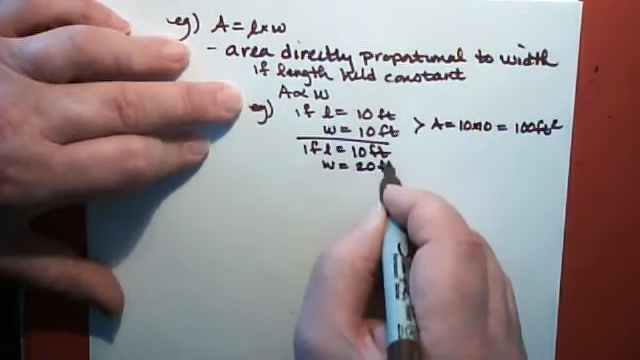 eg) A = l×w
- area directly proportional to width
if length held constant
A∝W
eg) if l = 10 ft
w = 10 ft > A = 10×10 = 100 ft²
if l = 10 ft
w = 20 ft